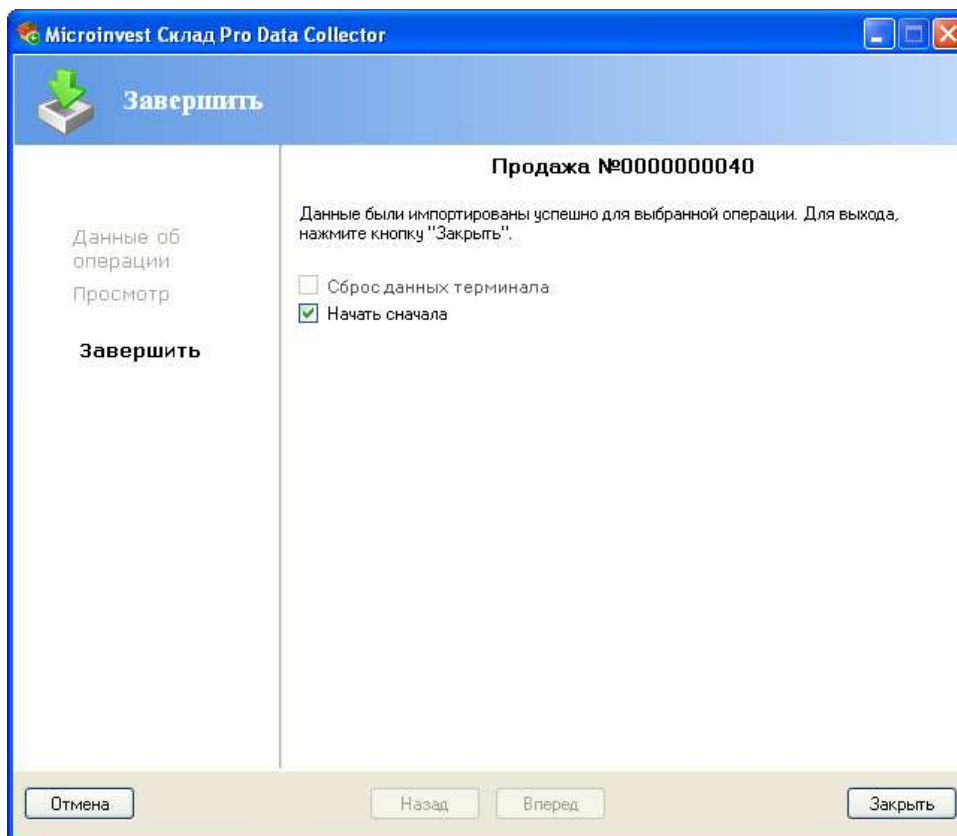 Microinvest Склад Pro Data Collector
Завершить
Данные об
операции
Просмотр
Завершить
Продажа №0000000040
Данные были импортированы успешно для выбранной операции. Для выхода,
нажмите кнопку "Закрыть".
Сброс данных терминала
Начать сначала
Отмена
Назад
Вперед
Закрыть